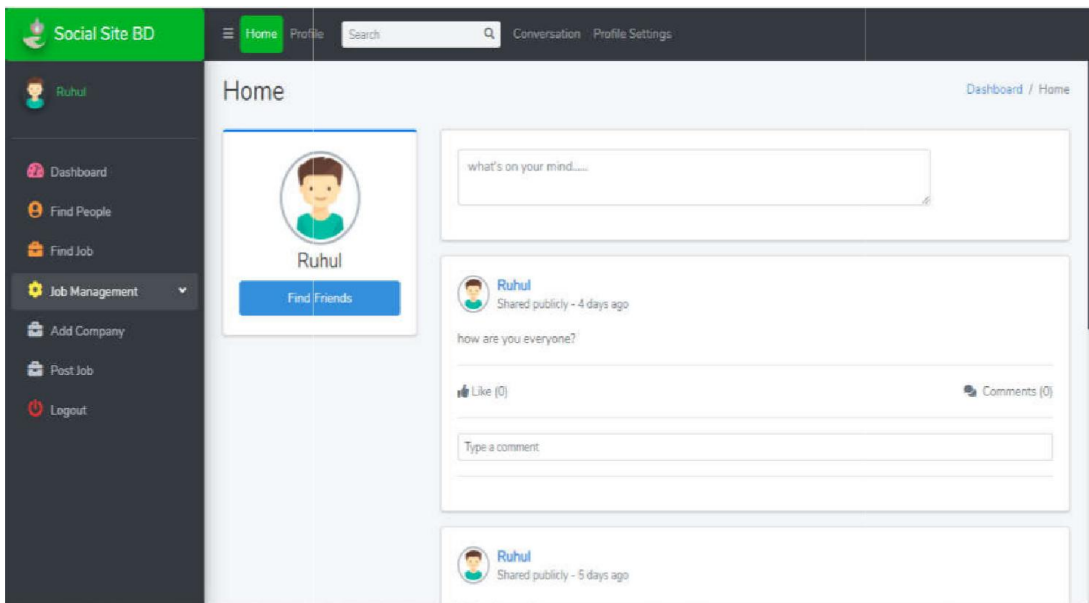 Social Site BD
Home Profile Search Conversation Profile Settings
Ruhul
Dashboard
Find People
Find Job
Job Management
Add Company
Post Job
Logout
Home
Dashboard / Home
Ruhul
Find Friends
what's on your mind......
Ruhul
Shared publicly - 4 days ago
how are you everyone?
Like (0) Comments (0)
Type a comment
Ruhul
Shared publicly - 5 days ago